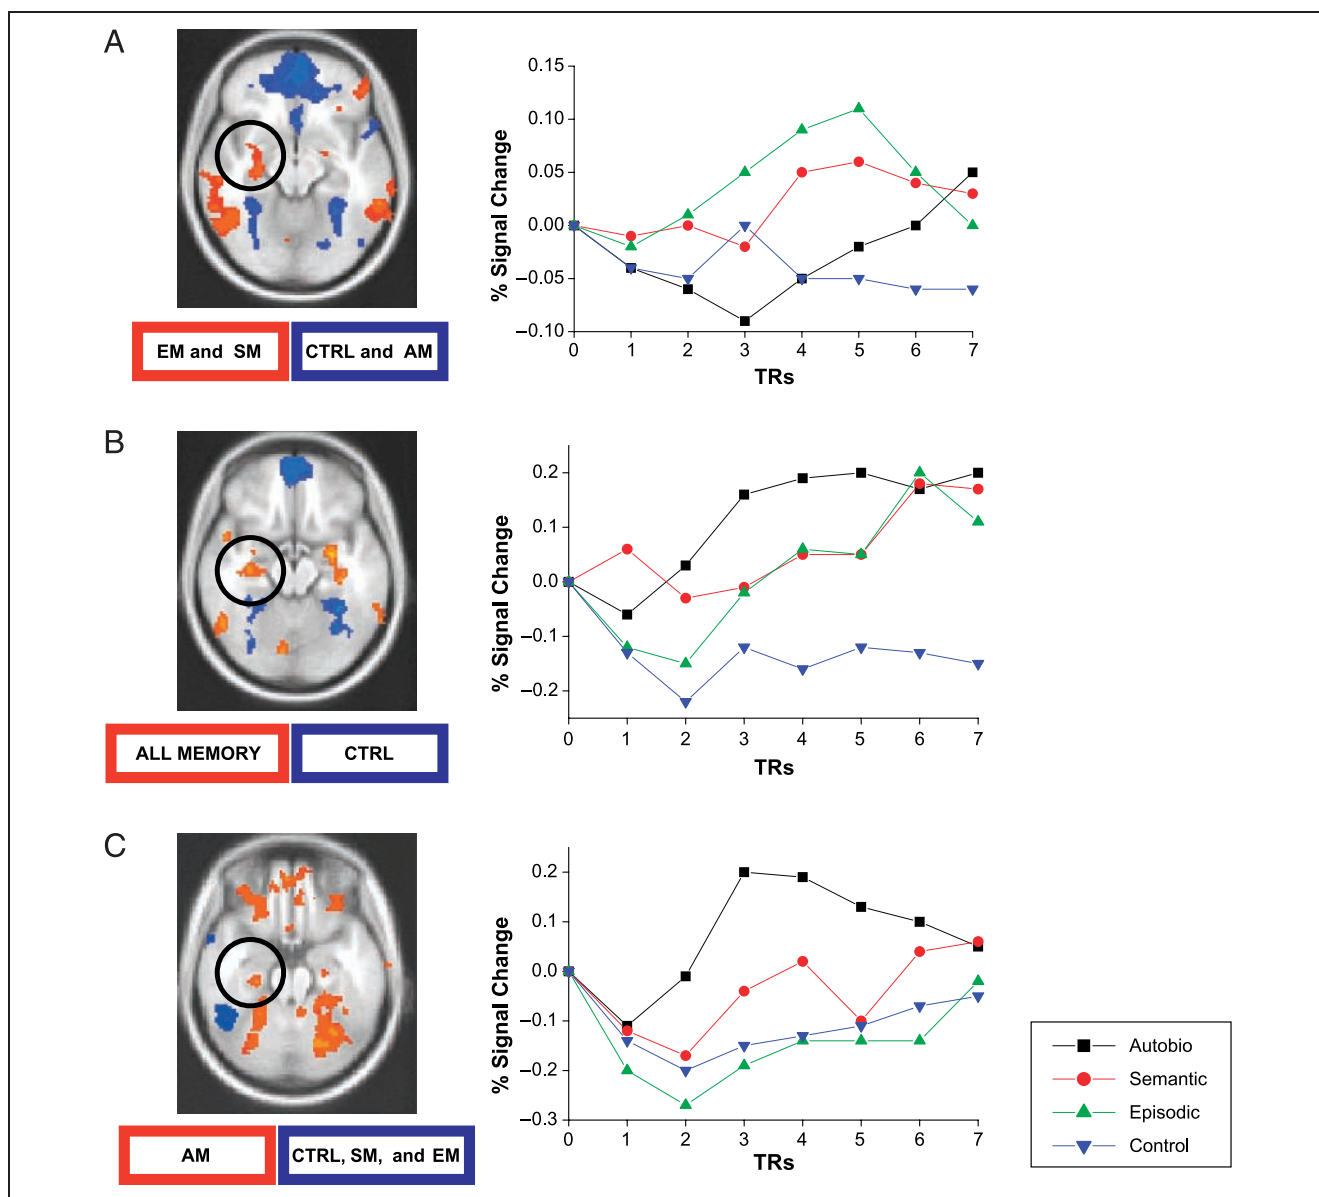 A
EM and SM
CTRL and AM
% Signal Change
0.15
0.10
0.05
0.00
−0.05
−0.10
0 1 2 3 4 5 6 7
TRs
B
ALL MEMORY
CTRL
% Signal Change
0.2
0.1
0.0
−0.1
−0.2
0 1 2 3 4 5 6 7
TRs
C
AM
CTRL, SM, and EM
% Signal Change
0.2
0.1
0.0
−0.1
−0.2
−0.3
0 1 2 3 4 5 6 7
TRs
Autobio
Semantic
Episodic
Control